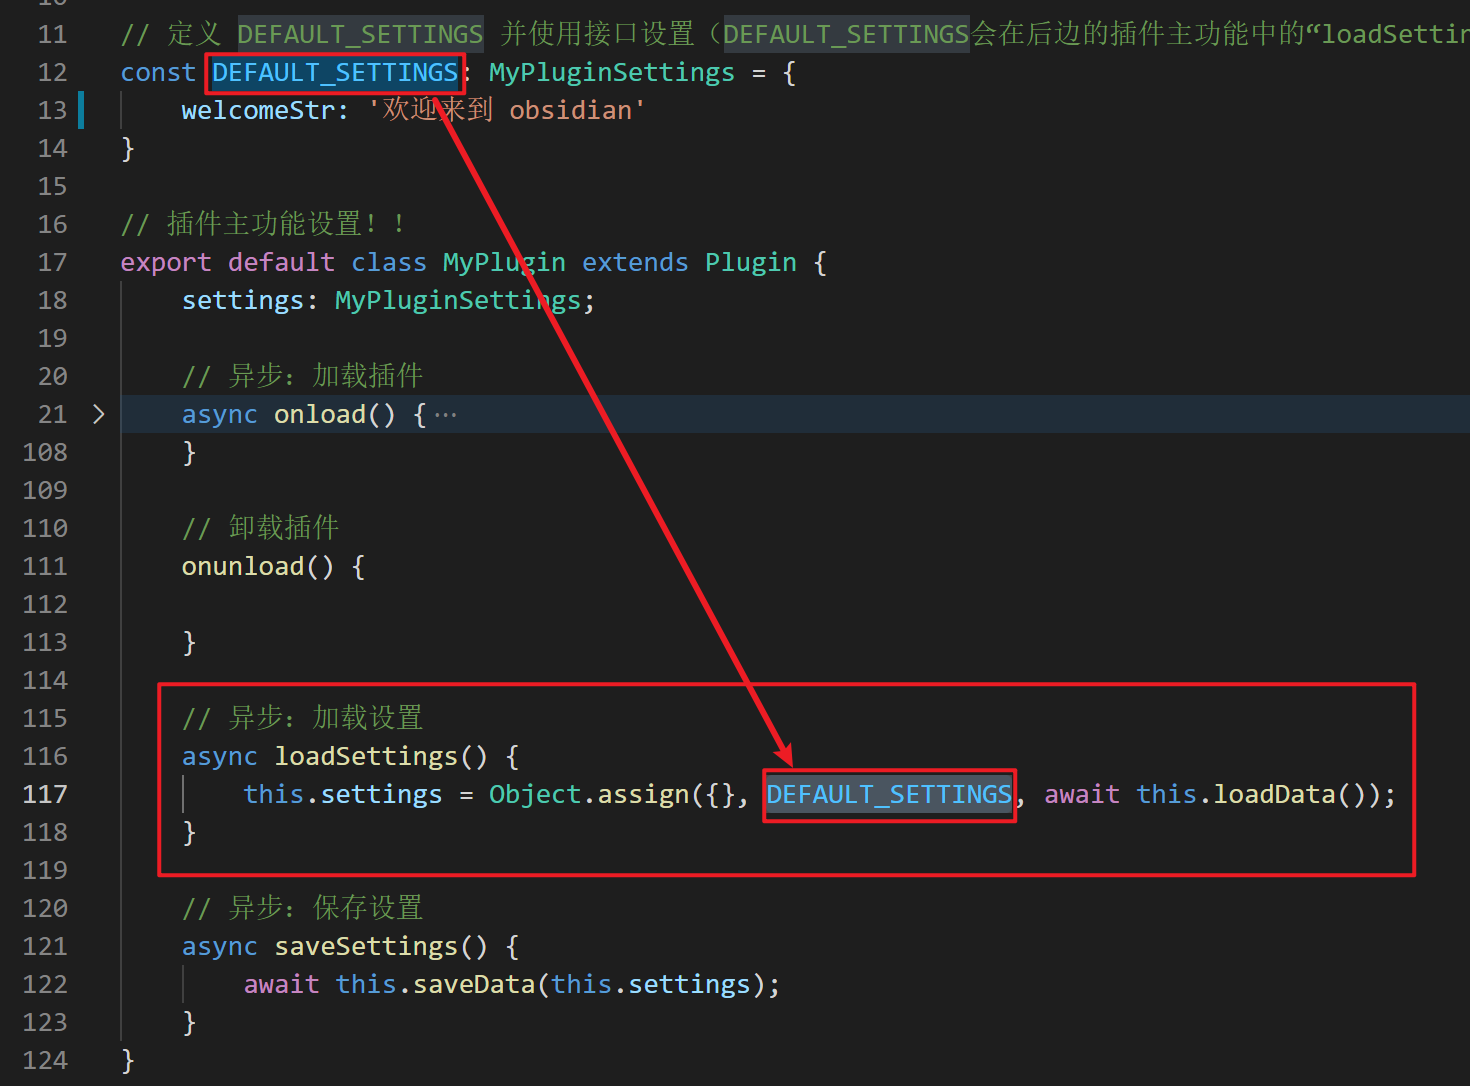 11 // 定义 DEFAULT_SETTINGS 并使用接口设置（DEFAULT_SETTINGS会在后边的插件主功能中的“loadSettin
12 const DEFAULT_SETTINGS: MyPluginSettings = {
13 welcomeStr: '欢迎来到 obsidian'
14 }
15
16 // 插件主功能设置！！
17 export default class MyPlugin extends Plugin {
18 settings: MyPluginSettings;
19
20 // 异步：加载插件
21 async onload() {···
108 }
109
110 // 卸载插件
111 onunload() {
112
113 }
114
115 // 异步：加载设置
116 async loadSettings() {
117 this.settings = Object.assign({}, DEFAULT_SETTINGS, await this.loadData());
118 }
119
120 // 异步：保存设置
121 async saveSettings() {
122 await this.saveData(this.settings);
123 }
124 }